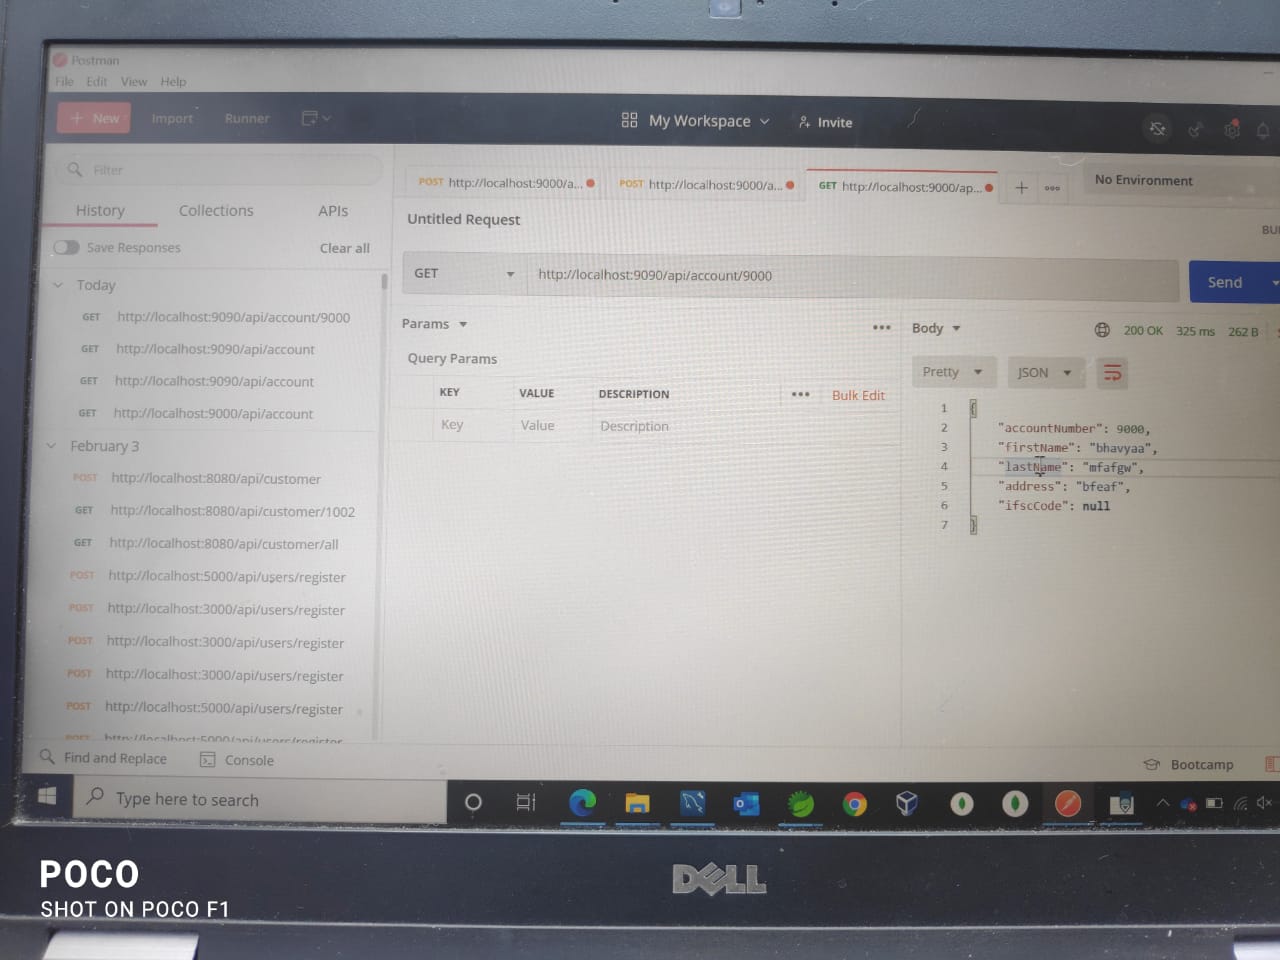 Postman
File Edit View Help
New Import Runner My Workspace Invite
Filter
History Collections APIs
Save Responses Clear all
Today
GET http://localhost:9090/api/account/9000
GET http://localhost:9090/api/account
GET http://localhost:9090/api/account
GET http://localhost:9000/api/account
February 3
POST http://localhost:8080/api/customer
GET http://localhost:8080/api/customer/1002
GET http://localhost:8080/api/customer/all
POST http://localhost:5000/api/users/register
POST http://localhost:3000/api/users/register
POST http://localhost:3000/api/users/register
POST http://localhost:3000/api/users/register
POST http://localhost:5000/api/users/register
POST http://localhost:5000/api/users/register
POST http://localhost:9000/a... POST http://localhost:9000/a... GET http://localhost:9000/ap... No Environment
Untitled Request
GET http://localhost:9090/api/account/9000 Send
Params
Query Params
KEY VALUE DESCRIPTION Bulk Edit
Key Value Description
Body 200 OK 325 ms 262 B
Pretty JSON
1 {
2 "accountNumber": 9000,
3 "firstName": "bhavyaa",
4 "lastName": "mfafgw",
5 "address": "bfeaf",
6 "ifscCode": null
7 }
Find and Replace Console Bootcamp
Type here to search
DELL
POCO
SHOT ON POCO F1